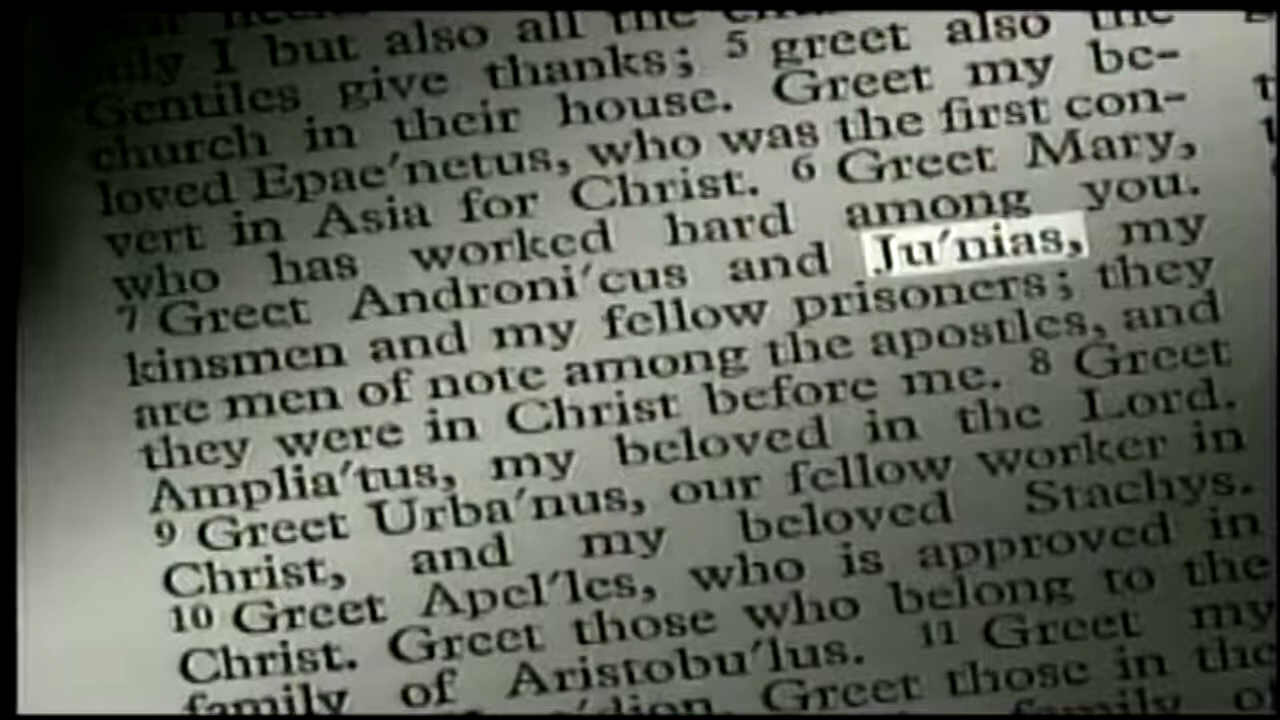 only I but also all the
Gentiles give thanks; 5 greet also the
church in their house. Greet my be-
loved Epae′netus, who was the first con-
vert in Asia for Christ. 6 Greet Mary,
who has worked hard among you.
7 Greet Androni′cus and Ju′nias, my
kinsmen and my fellow prisoners; they
are men of note among the apostles, and
they were in Christ before me. 8 Greet
Amplia′tus, my beloved in the Lord.
9 Greet Urba′nus, our fellow worker in
Christ, and my beloved Stachys.
10 Greet Apel′les, who is approved in
Christ. Greet those who belong to the
family of Aristobu′lus. 11 Greet my
Greet those in the
family of